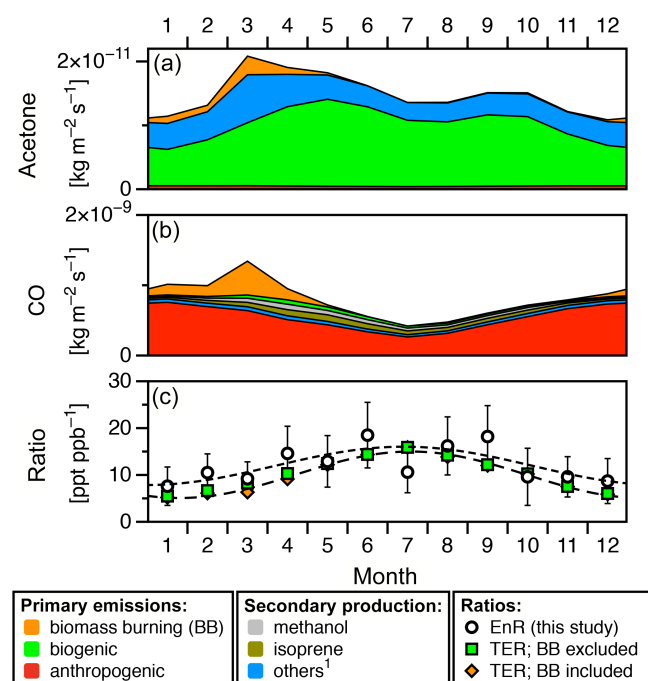 1 2 3 4 5 6 7 8 9 10 11 12
(a)
2×10⁻¹¹
0
Acetone
[kg m⁻² s⁻¹]
(b)
2×10⁻⁹
0
CO
[kg m⁻² s⁻¹]
(c)
30
20
10
0
Ratio
[ppt ppb⁻¹]
1 2 3 4 5 6 7 8 9 10 11 12
Month
Primary emissions:
biomass burning (BB)
biogenic
anthropogenic
Secondary production:
methanol
isoprene
others¹
Ratios:
EnR (this study)
TER; BB excluded
TER; BB included